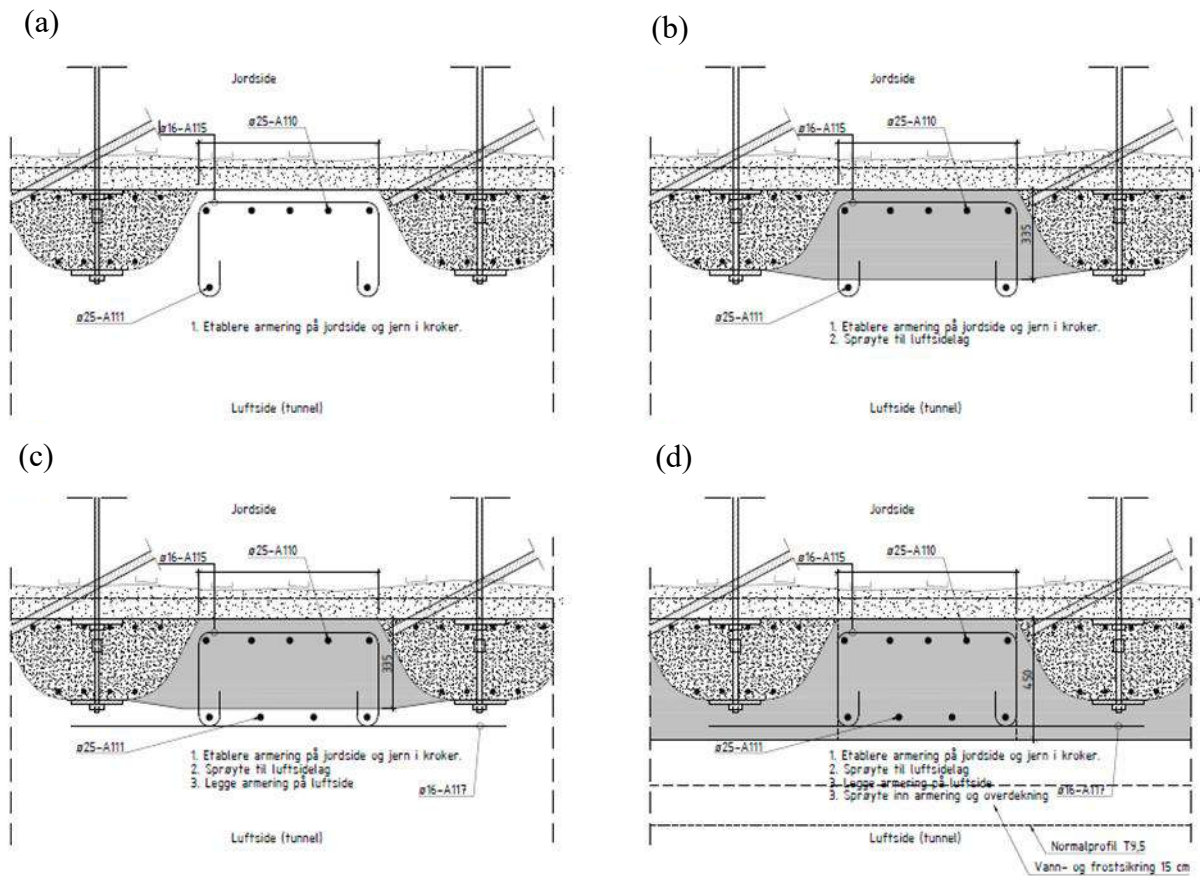 (a)
Jordside
ø16-A115
ø25-A110
ø25-A111
1. Etablere armering på jordside og jern i kroker.
Luftside (tunnel)
(b)
Jordside
ø16-A115
ø25-A110
335
ø25-A111
1. Etablere armering på jordside og jern i kroker.
2. Sprøyte til luftsidelag
Luftside (tunnel)
(c)
Jordside
ø16-A115
ø25-A110
335
ø25-A111
1. Etablere armering på jordside og jern i kroker.
2. Sprøyte til luftsidelag
3. Legge armering på luftside
ø16-A117
Luftside (tunnel)
(d)
Jordside
ø16-A115
ø25-A110
450
ø25-A111
1. Etablere armering på jordside og jern i kroker.
2. Sprøyte til luftsidelag
3. Legge armering på luftside
3. Sprøyte inn armering og overdekning
ø16-A117
Luftside (tunnel)
Normalprofil T9,5
Vann- og frostsikring 15 cm